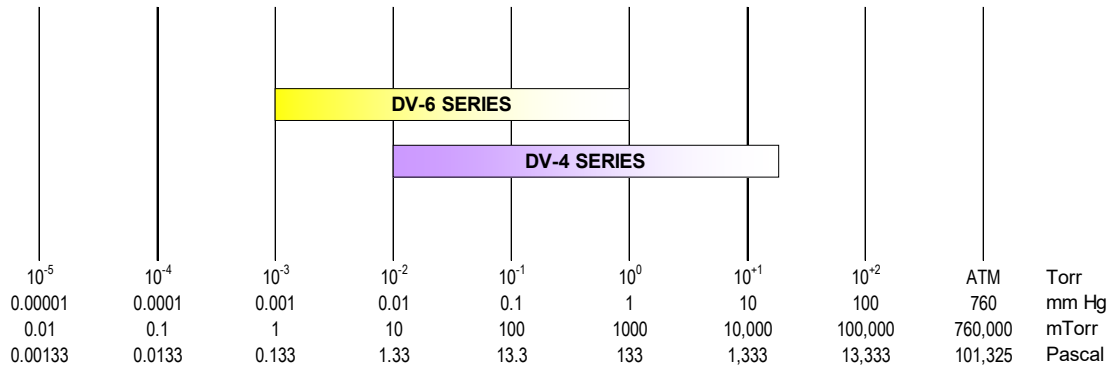 DV-6 SERIES
DV-4 SERIES
10⁻⁵ 10⁻⁴ 10⁻³ 10⁻² 10⁻¹ 10⁰ 10⁺¹ 10⁺² ATM Torr
0.00001 0.0001 0.001 0.01 0.1 1 10 100 760 mm Hg
0.01 0.1 1 10 100 1000 10,000 100,000 760,000 mTorr
0.00133 0.0133 0.133 1.33 13.3 133 1,333 13,333 101,325 Pascal